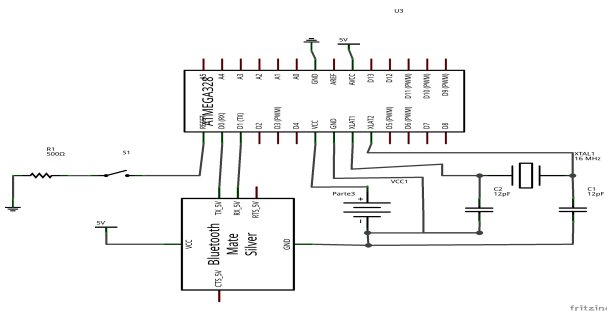 U3
5V
A5
A4
A3
A2
A1
A0
GND
AREF
AVCC
D13
D12
D11 (PWM)
D10 (PWM)
D9 (PWM)
ATMEGA328
RESET
D0 (RX)
D1 (TX)
D2
D3 (PWM)
D4
VCC
GND
XLAT1
XLAT2
D5 (PWM)
D6 (PWM)
D7
D8
R1
500Ω
S1
XTAL1
16 MHz
VCC1
Parte3
+
–
C2
12pF
C1
12pF
5V
TX_5V
RX_5V
RTS_5V
VCC
Bluetooth
Mate
Silver
GND
CTS_5V
fritzing